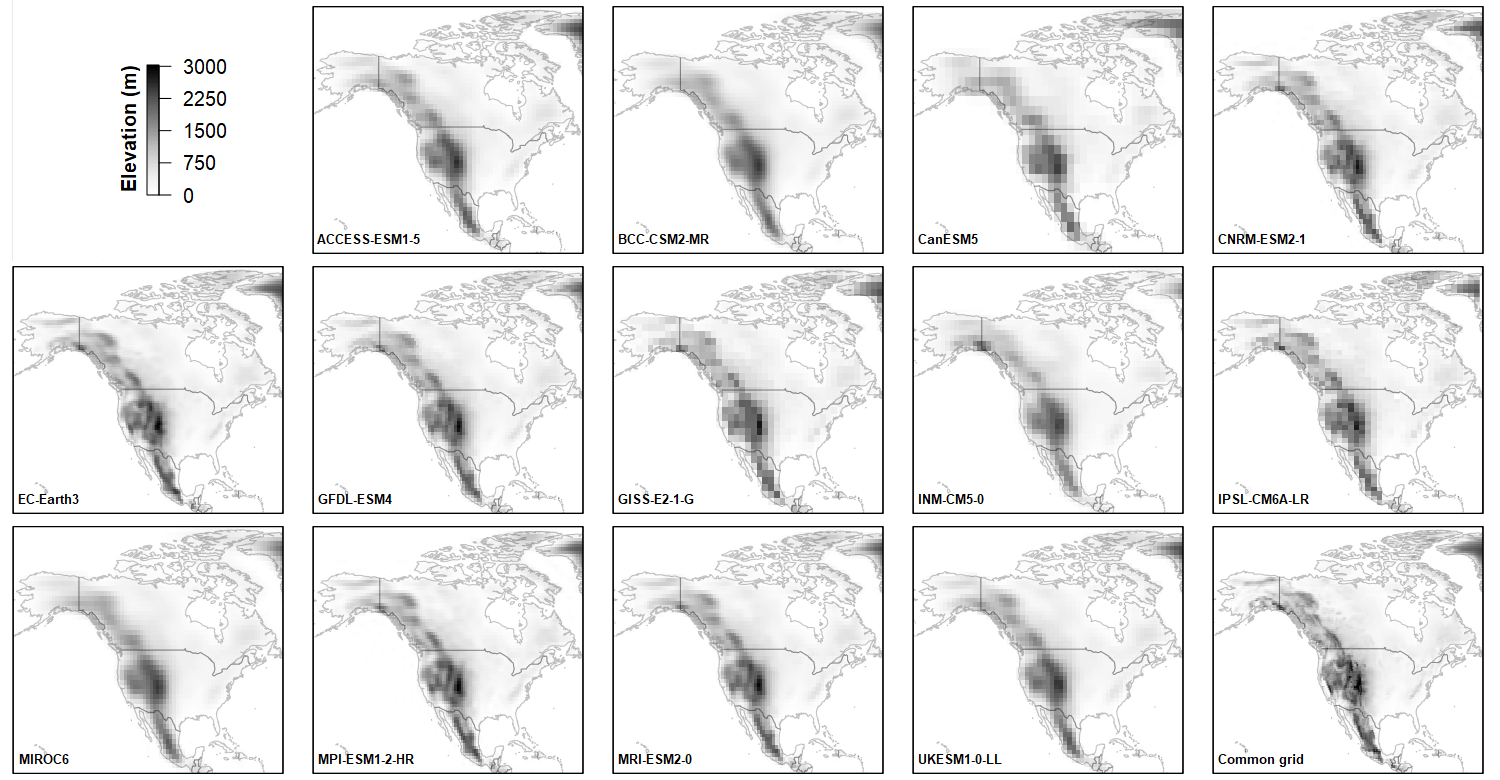 Elevation (m)
3000
2250
1500
750
0
ACCESS-ESM1-5
BCC-CSM2-MR
CanESM5
CNRM-ESM2-1
EC-Earth3
GFDL-ESM4
GISS-E2-1-G
INM-CM5-0
IPSL-CM6A-LR
MIROC6
MPI-ESM1-2-HR
MRI-ESM2-0
UKESM1-0-LL
Common grid